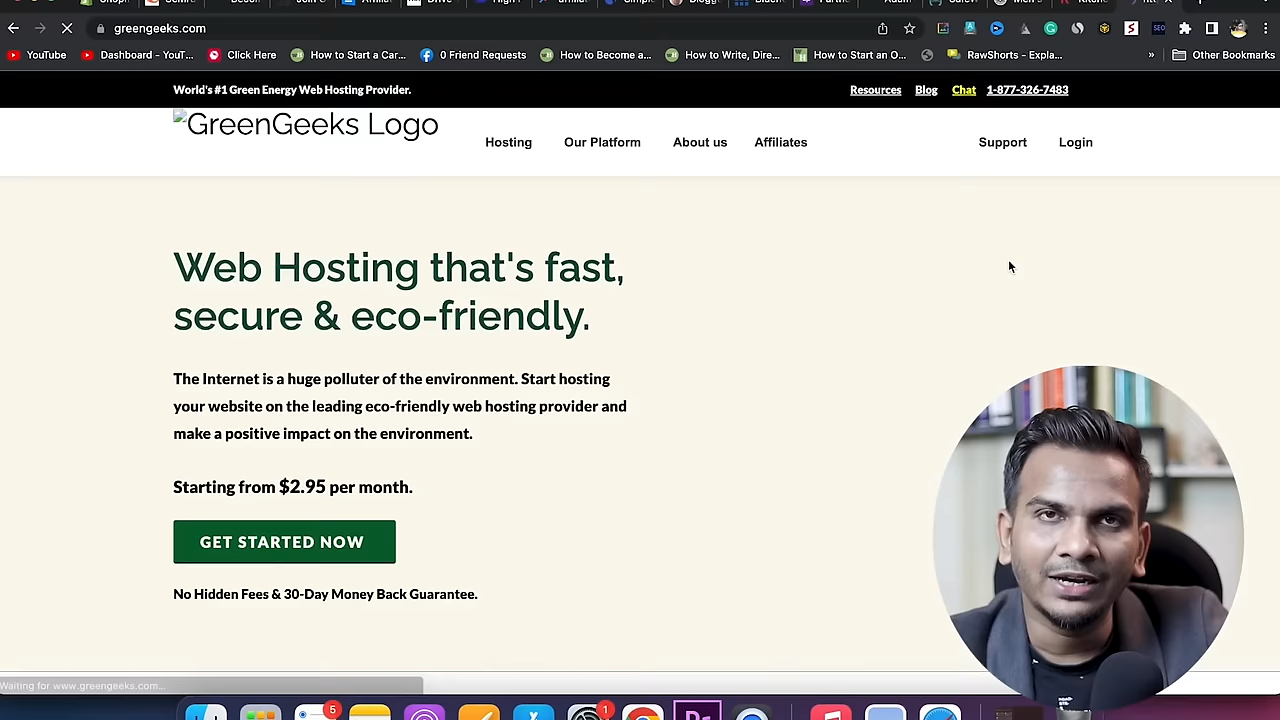 greengeeks.com
YouTube
Dashboard - YouT...
Click Here
How to Start a Car...
0 Friend Requests
How to Become a...
How to Write, Dire...
How to Start an O...
RawShorts - Expla...
»
Other Bookmarks
World's #1 Green Energy Web Hosting Provider.
Resources
Blog
Chat
1-877-326-7483
GreenGeeks Logo
Hosting
Our Platform
About us
Affiliates
Support
Login
Web Hosting that's fast,
secure & eco-friendly.
The Internet is a huge polluter of the environment. Start hosting
your website on the leading eco-friendly web hosting provider and
make a positive impact on the environment.
Starting from $2.95 per month.
GET STARTED NOW
No Hidden Fees & 30-Day Money Back Guarantee.
Waiting for www.greengeeks.com...
5
1